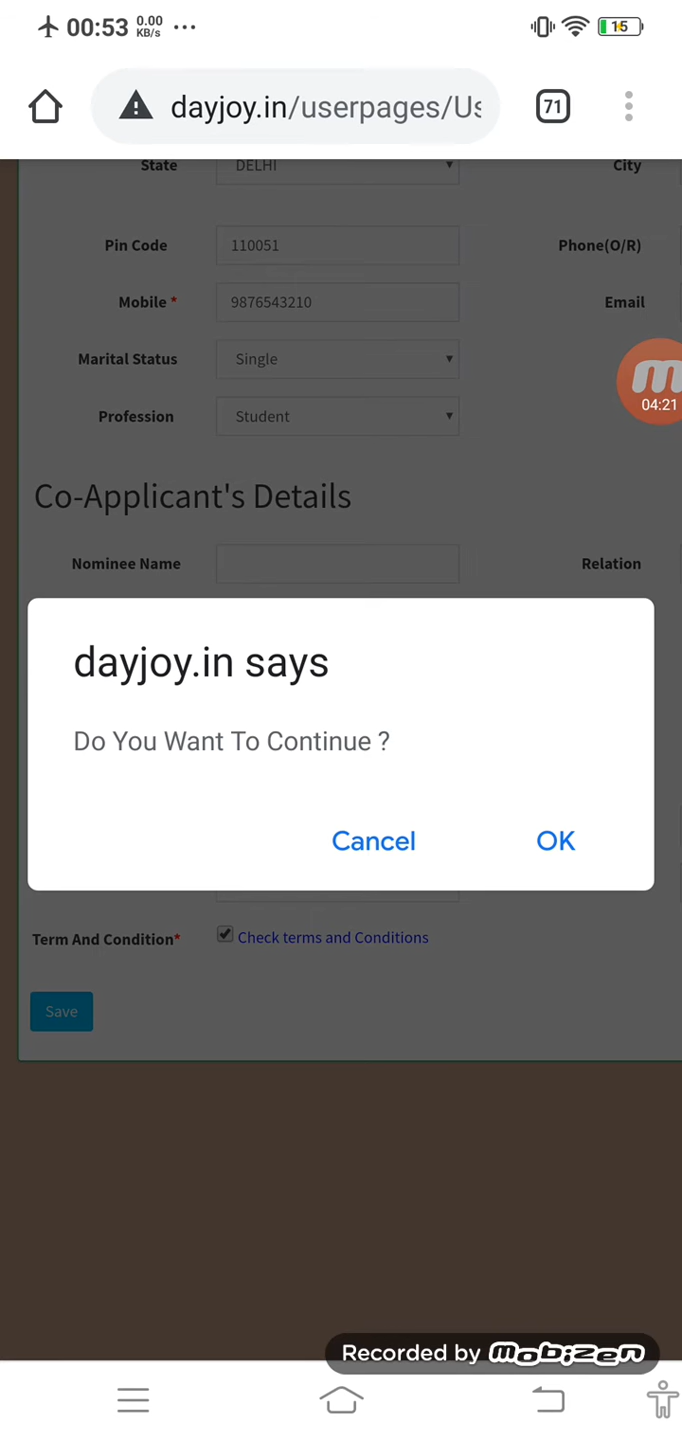 00:53 0.00 KB/s ... 15
dayjoy.in/userpages/Us 71
State DELHI City
Pin Code 110051 Phone(O/R)
Mobile * 9876543210 Email
Marital Status Single
04:21
Profession Student
Co-Applicant's Details
Nominee Name Relation
dayjoy.in says
Do You Want To Continue ?
Cancel OK
Term And Condition* Check terms and Conditions
Save
Recorded by mobizen